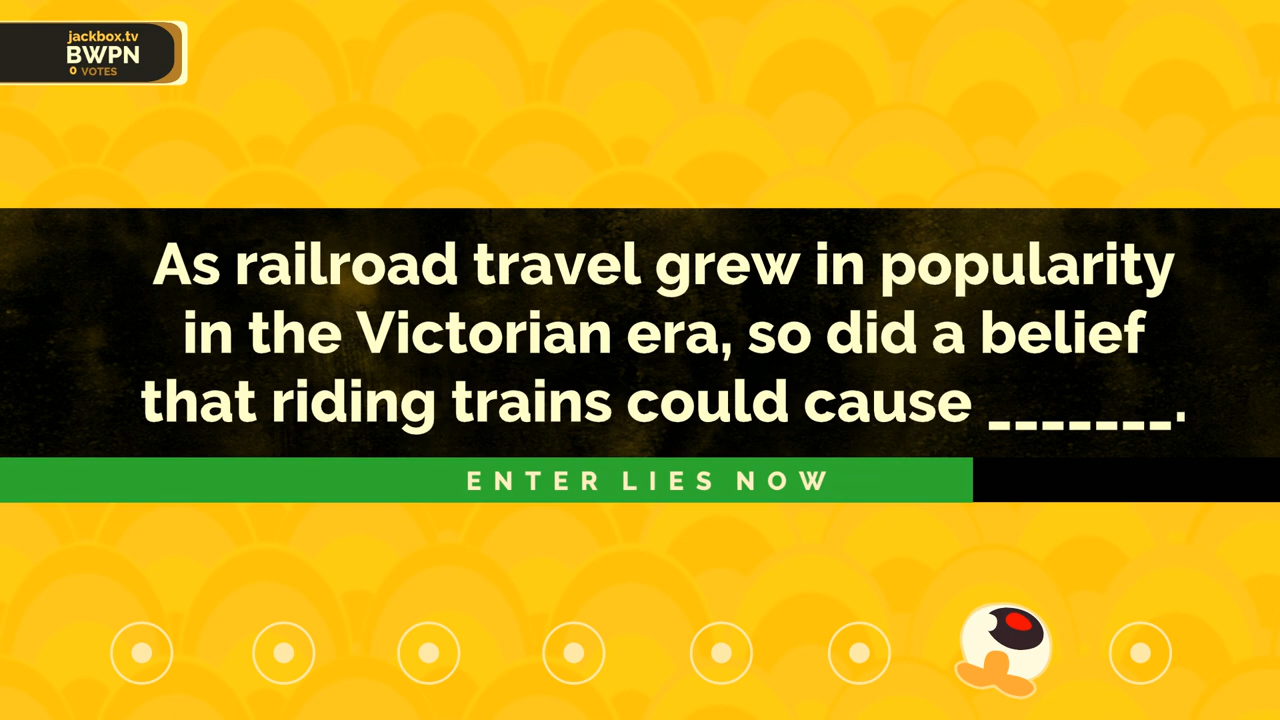 jackbox.tv
BWPN
0 VOTES
As railroad travel grew in popularity
in the Victorian era, so did a belief
that riding trains could cause _______.
ENTER LIES NOW